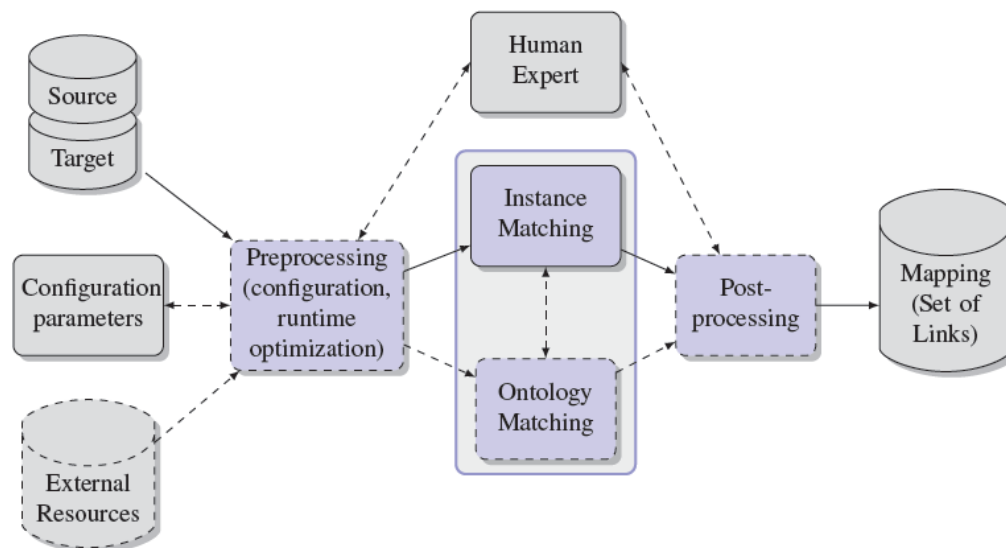 Source
Target
Human
Expert
Instance
Matching
Configuration
parameters
Preprocessing
(configuration,
runtime
optimization)
Post-
processing
Mapping
(Set of
Links)
Ontology
Matching
External
Resources